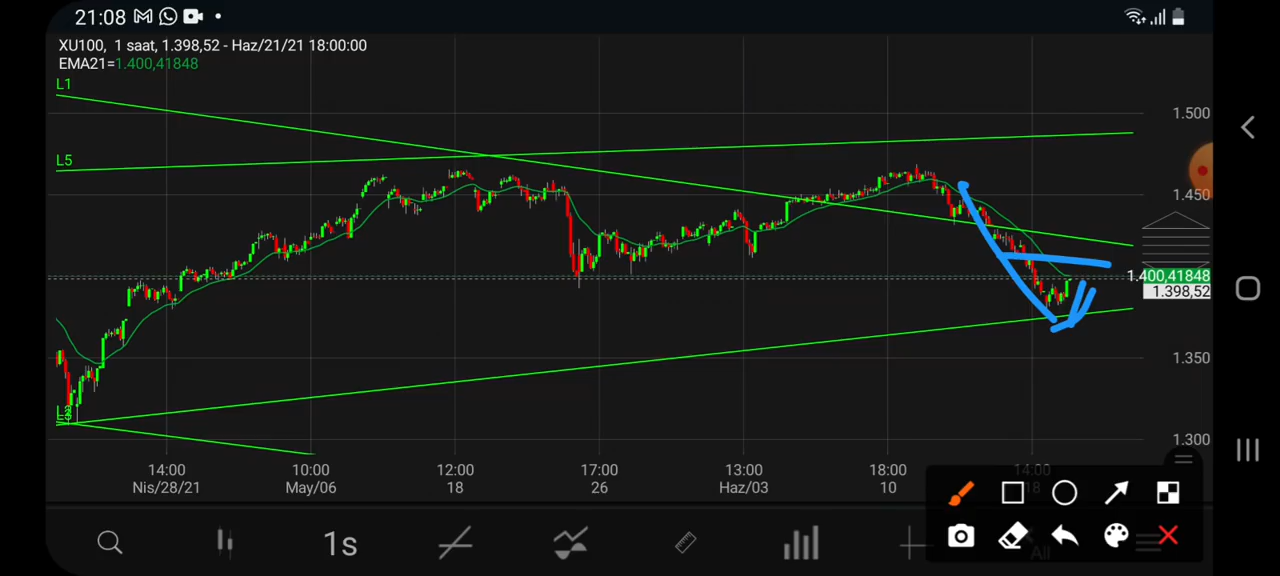 21:08
XU100, 1 saat, 1.398,52 - Haz/21/21 18:00:00
EMA21=1.400,41848
L1
L5
1.500
1.450
1.400,41848
1.398,52
1.350
1.300
14:00 10:00 12:00 17:00 13:00 18:00 14:00
Nis/28/21 May/06 18 26 Haz/03 10 18
1s
All